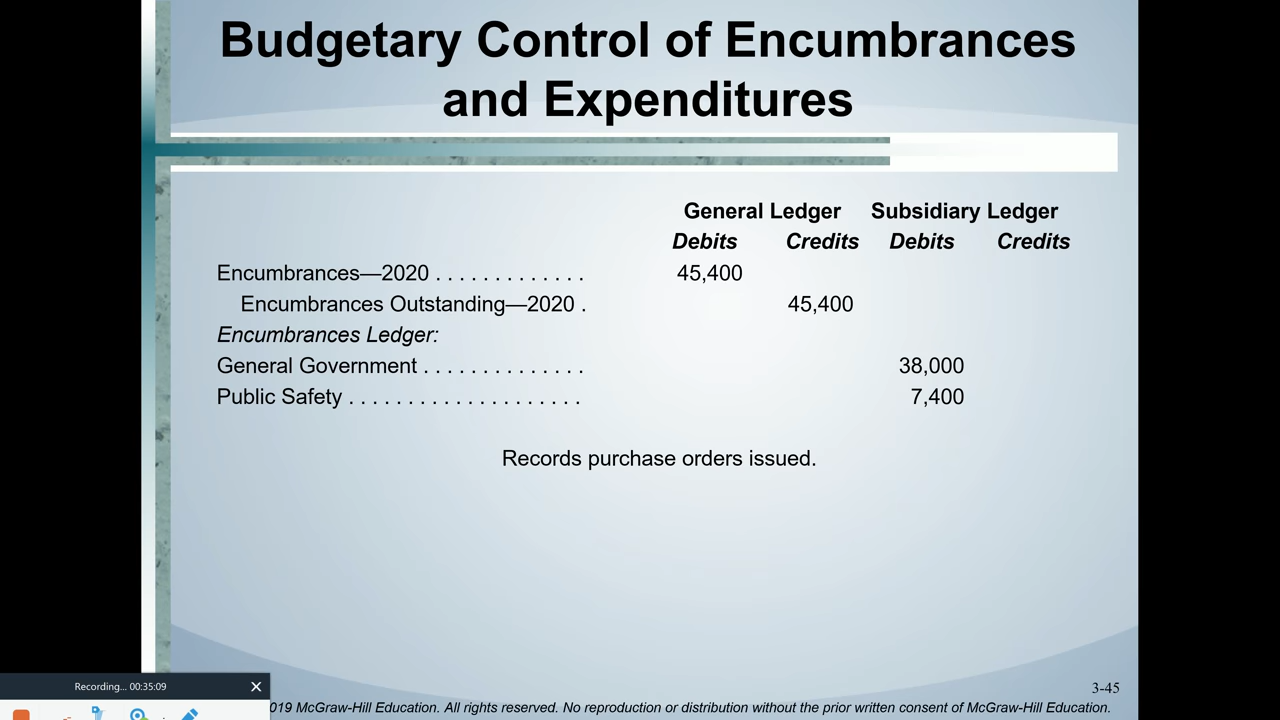 Budgetary Control of Encumbrances
and Expenditures
General Ledger Subsidiary Ledger
Debits Credits Debits Credits
Encumbrances—2020 . . . . . . . . . . . . . 45,400
Encumbrances Outstanding—2020 . 45,400
Encumbrances Ledger:
General Government . . . . . . . . . . . . . . 38,000
Public Safety . . . . . . . . . . . . . . . . . . . . 7,400
Records purchase orders issued.
3-45
Recording... 00:35:09
019 McGraw-Hill Education. All rights reserved. No reproduction or distribution without the prior written consent of McGraw-Hill Education.